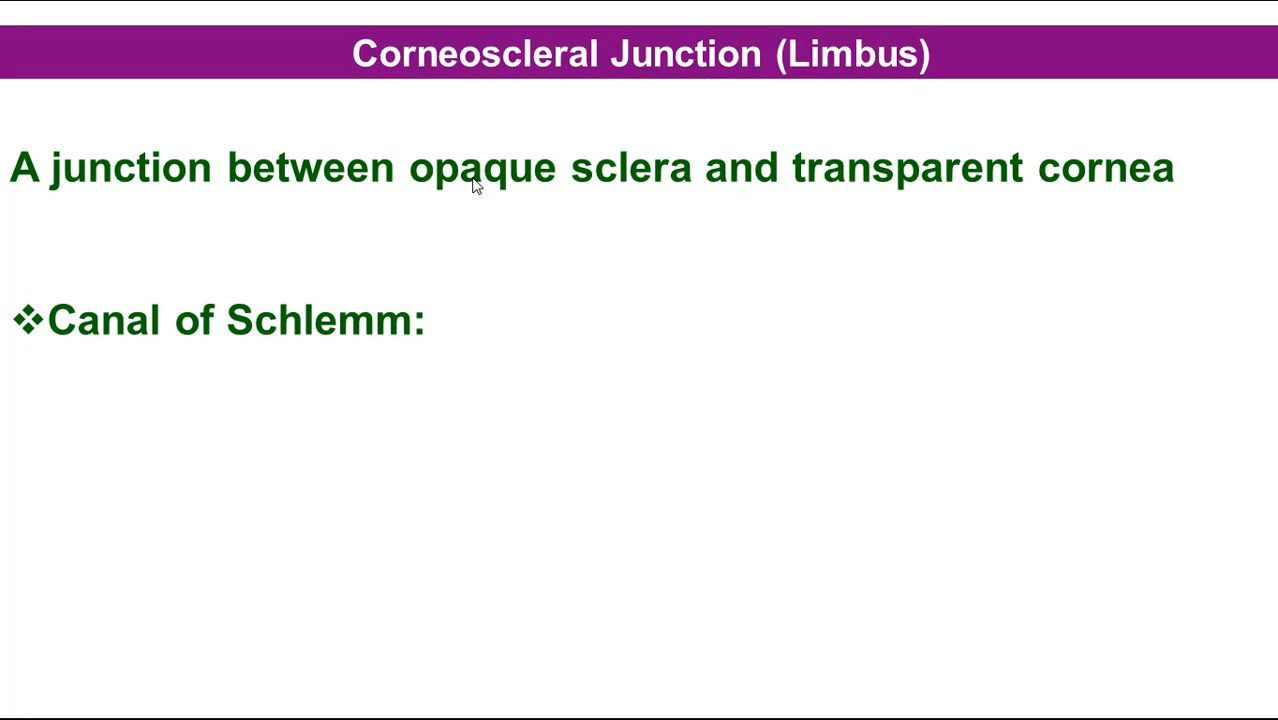 Corneoscleral Junction (Limbus)
A junction between opaque sclera and transparent cornea
❖Canal of Schlemm: